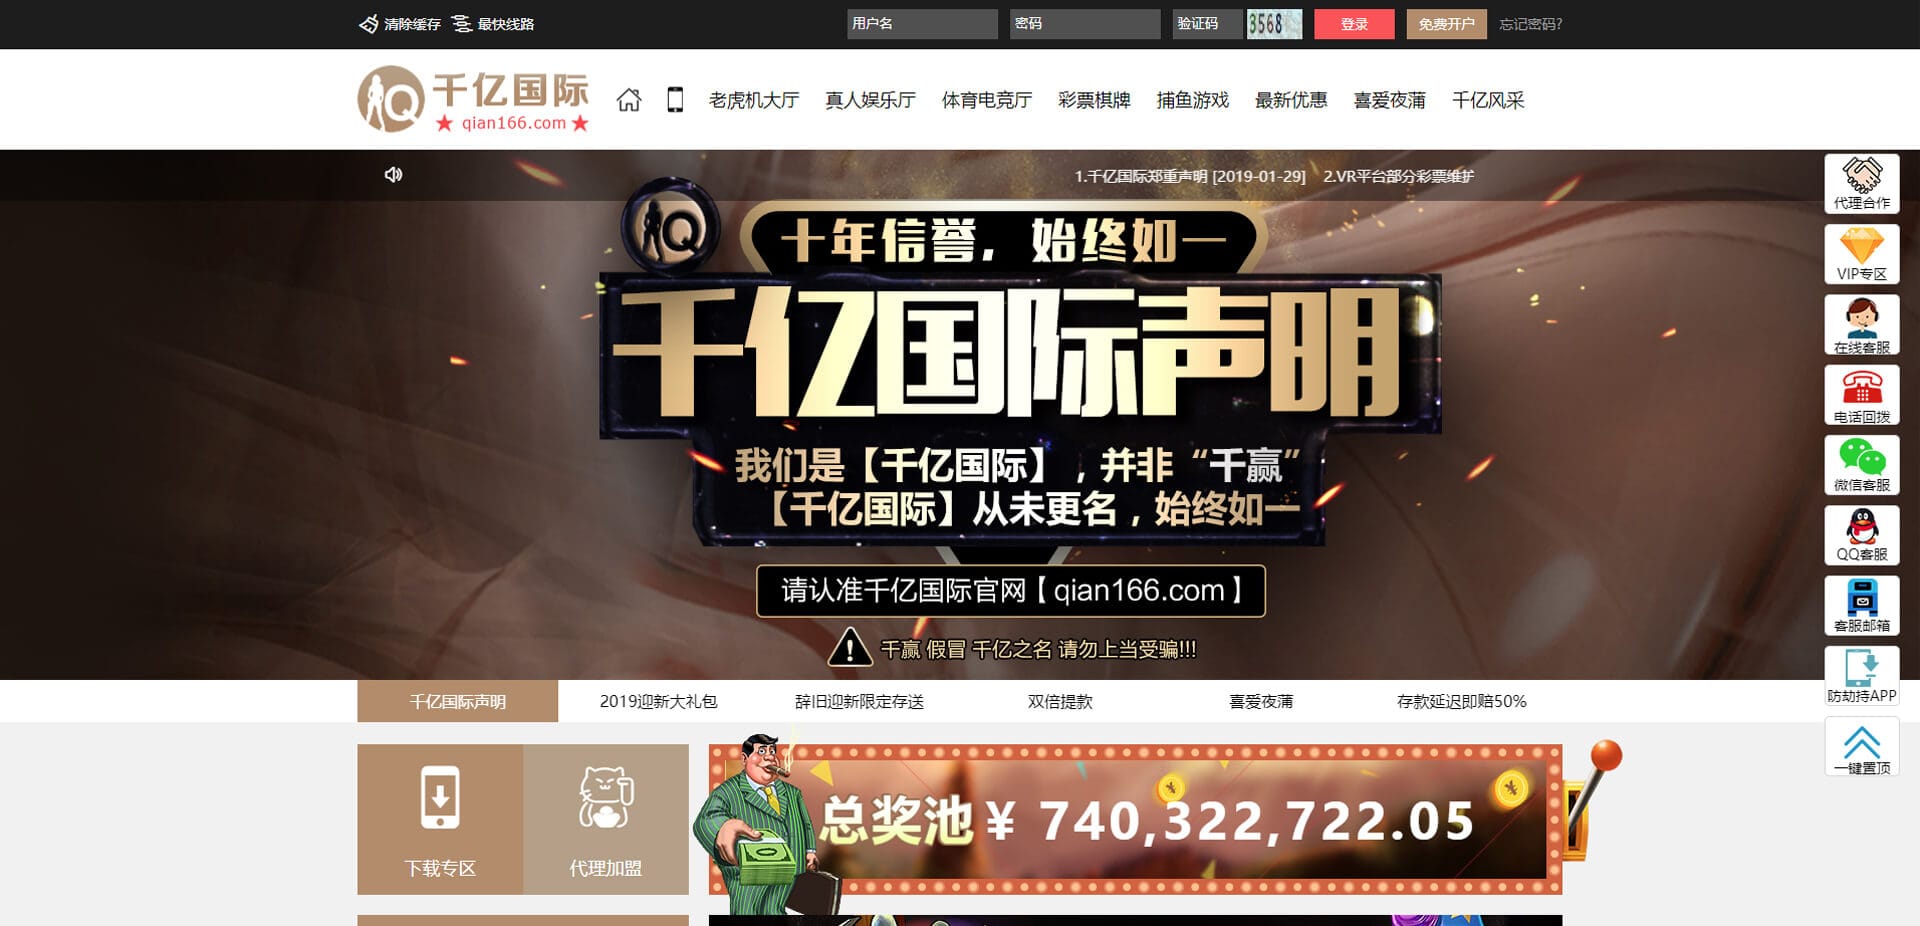 清除缓存 最快线路 用户名 密码 验证码 3568 登录 免费开户 忘记密码?
千亿国际
★ qian166.com ★
老虎机大厅 真人娱乐厅 体育电竞厅 彩票棋牌 捕鱼游戏 最新优惠 喜爱夜蒲 千亿风采
1.千亿国际郑重声明 [2019-01-29] 2.VR平台部分彩票维护
十年信誉，始终如一
千亿国际声明
我们是【千亿国际】，并非“千赢”
【千亿国际】从未更名，始终如一
请认准千亿国际官网【qian166.com】
千赢 假冒 千亿之名 请勿上当受骗!!!
代理合作
VIP专区
在线客服
电话回拨
微信客服
QQ客服
客服邮箱
防劫持APP
一键置顶
千亿国际声明 2019迎新大礼包 辞旧迎新限定存送 双倍提款 喜爱夜蒲 存款延迟即赔50%
下载专区 代理加盟
总奖池 ¥ 740,322,722.05